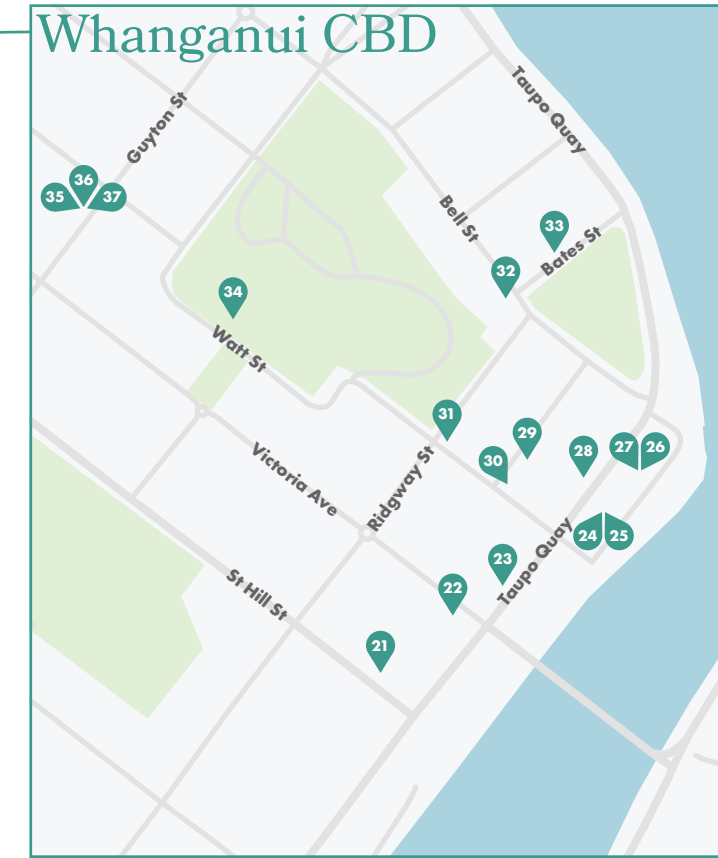 Whanganui CBD
Taupo Quay
Guyton St
36
35
37
Bell St
33
Bates St
32
34
Watt St
31
29
30
28
27
26
Victoria Ave
Ridgway St
24
25
Taupo Quay
23
22
St Hill St
21